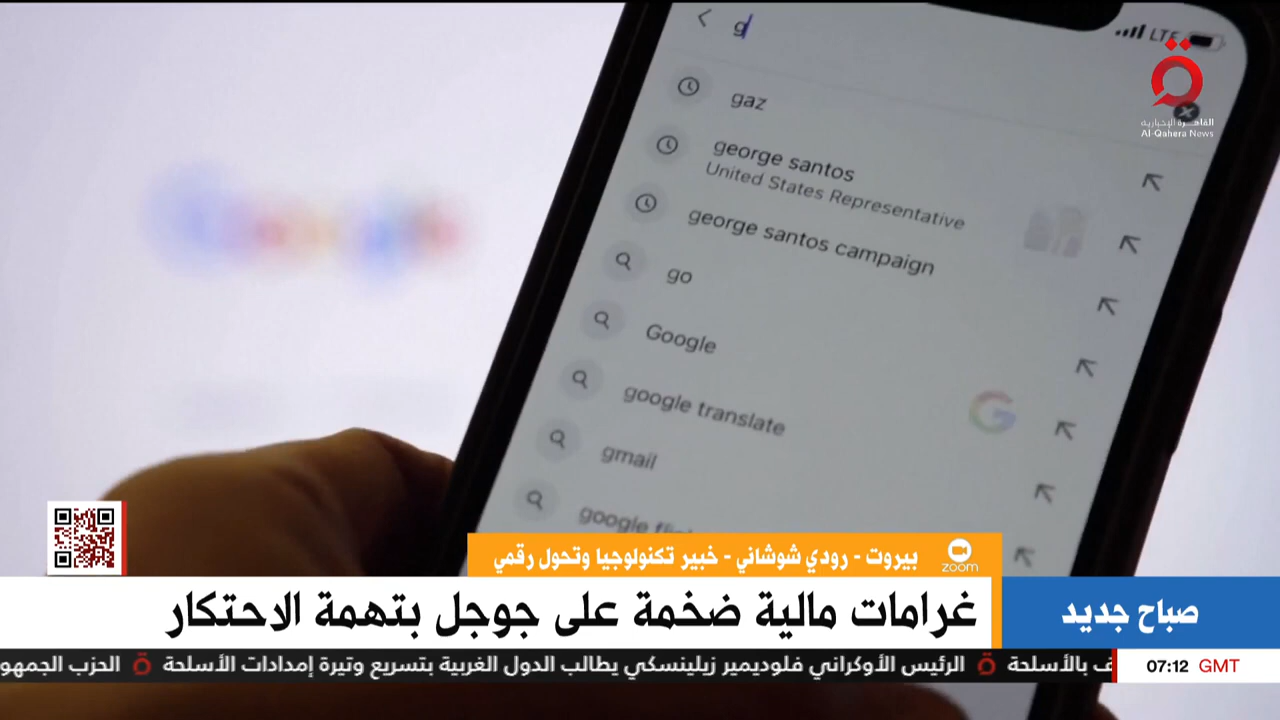 g
LTE
gaz
george santos
United States Representative
george santos campaign
go
Google
google translate
gmail
google
القاهرة الإخبارية
Al-Qahera News
بيروت - رودي شوشاني - خبير تكنولوجيا وتحول رقمي
zoom
غرامات مالية ضخمة على جوجل بتهمة الاحتكار
صباح جديد
بالأسلحة
الرئيس الأوكراني فلوديمير زيلينسكي يطالب الدول الغربية بتسريع وتيرة إمدادات الأسلحة
الحزب
07:12 GMT